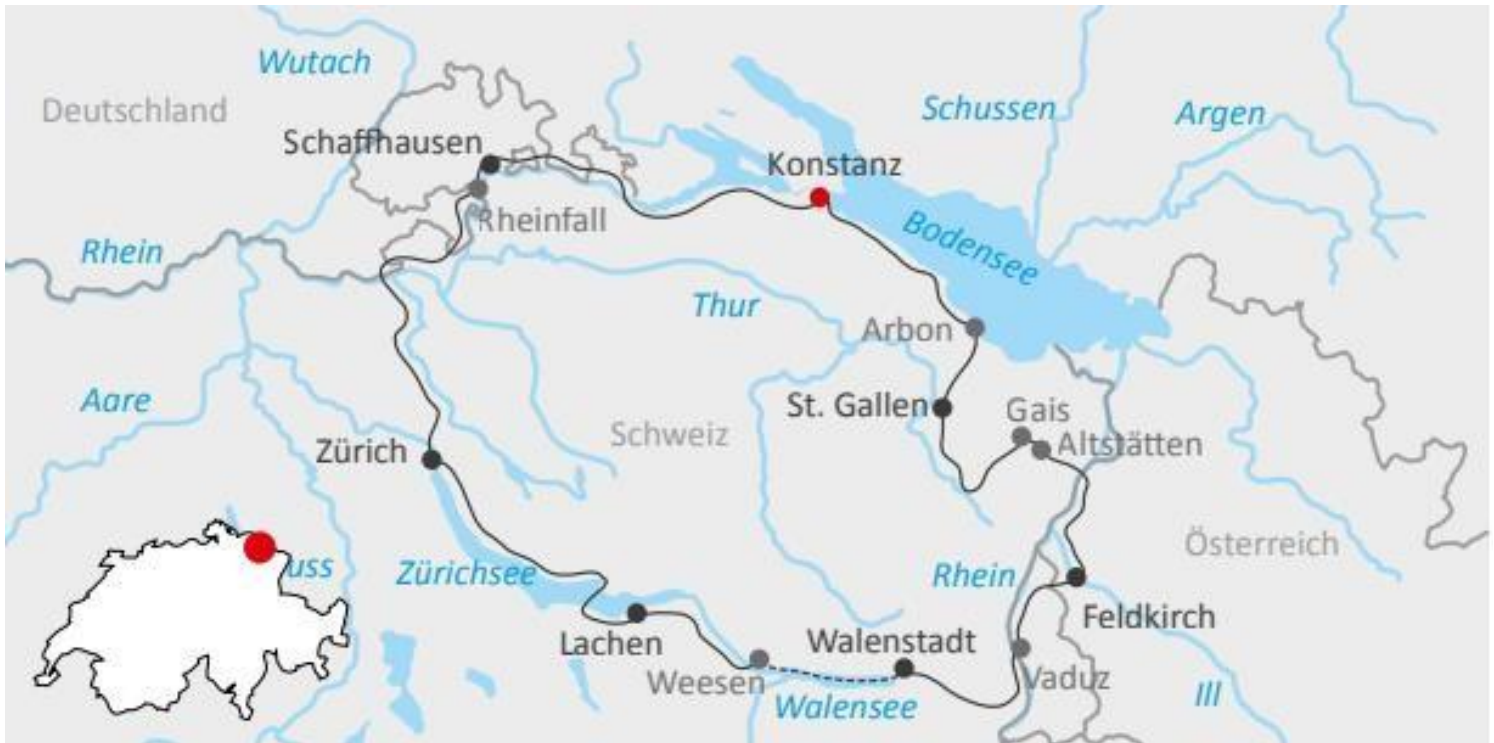 Wutach
Deutschland
Schussen
Argen
Schaffhausen
Konstanz
Rheinfall
Rhein
Bodensee
Thur
Arbon
Aare
St. Gallen
Gais
Schweiz
Altstätten
Zürich
Österreich
uss
Zürichsee
Rhein
Feldkirch
Lachen
Walenstadt
Weesen
Vaduz
Walensee
Ill